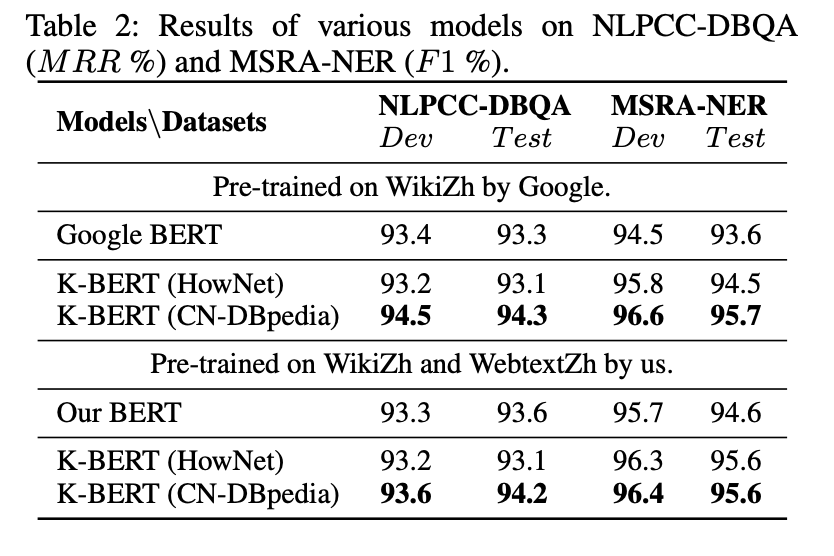 Table 2: Results of various models on NLPCC-DBQA
(MRR %) and MSRA-NER (F1 %).
Models\Datasets NLPCC-DBQA MSRA-NER
Dev Test Dev Test
Pre-trained on WikiZh by Google.
Google BERT 93.4 93.3 94.5 93.6
K-BERT (HowNet) 93.2 93.1 95.8 94.5
K-BERT (CN-DBpedia) 94.5 94.3 96.6 95.7
Pre-trained on WikiZh and WebtextZh by us.
Our BERT 93.3 93.6 95.7 94.6
K-BERT (HowNet) 93.2 93.1 96.3 95.6
K-BERT (CN-DBpedia) 93.6 94.2 96.4 95.6